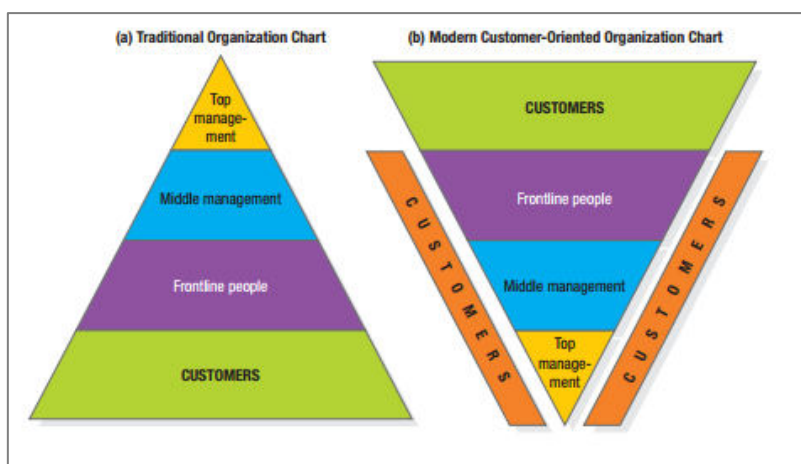 (a) Traditional Organization Chart
Top
manage-
ment
Middle management
Frontline people
CUSTOMERS
(b) Modern Customer-Oriented Organization Chart
CUSTOMERS
Frontline people
Middle management
Top
manage-
ment
CUSTOMERS
CUSTOMERS